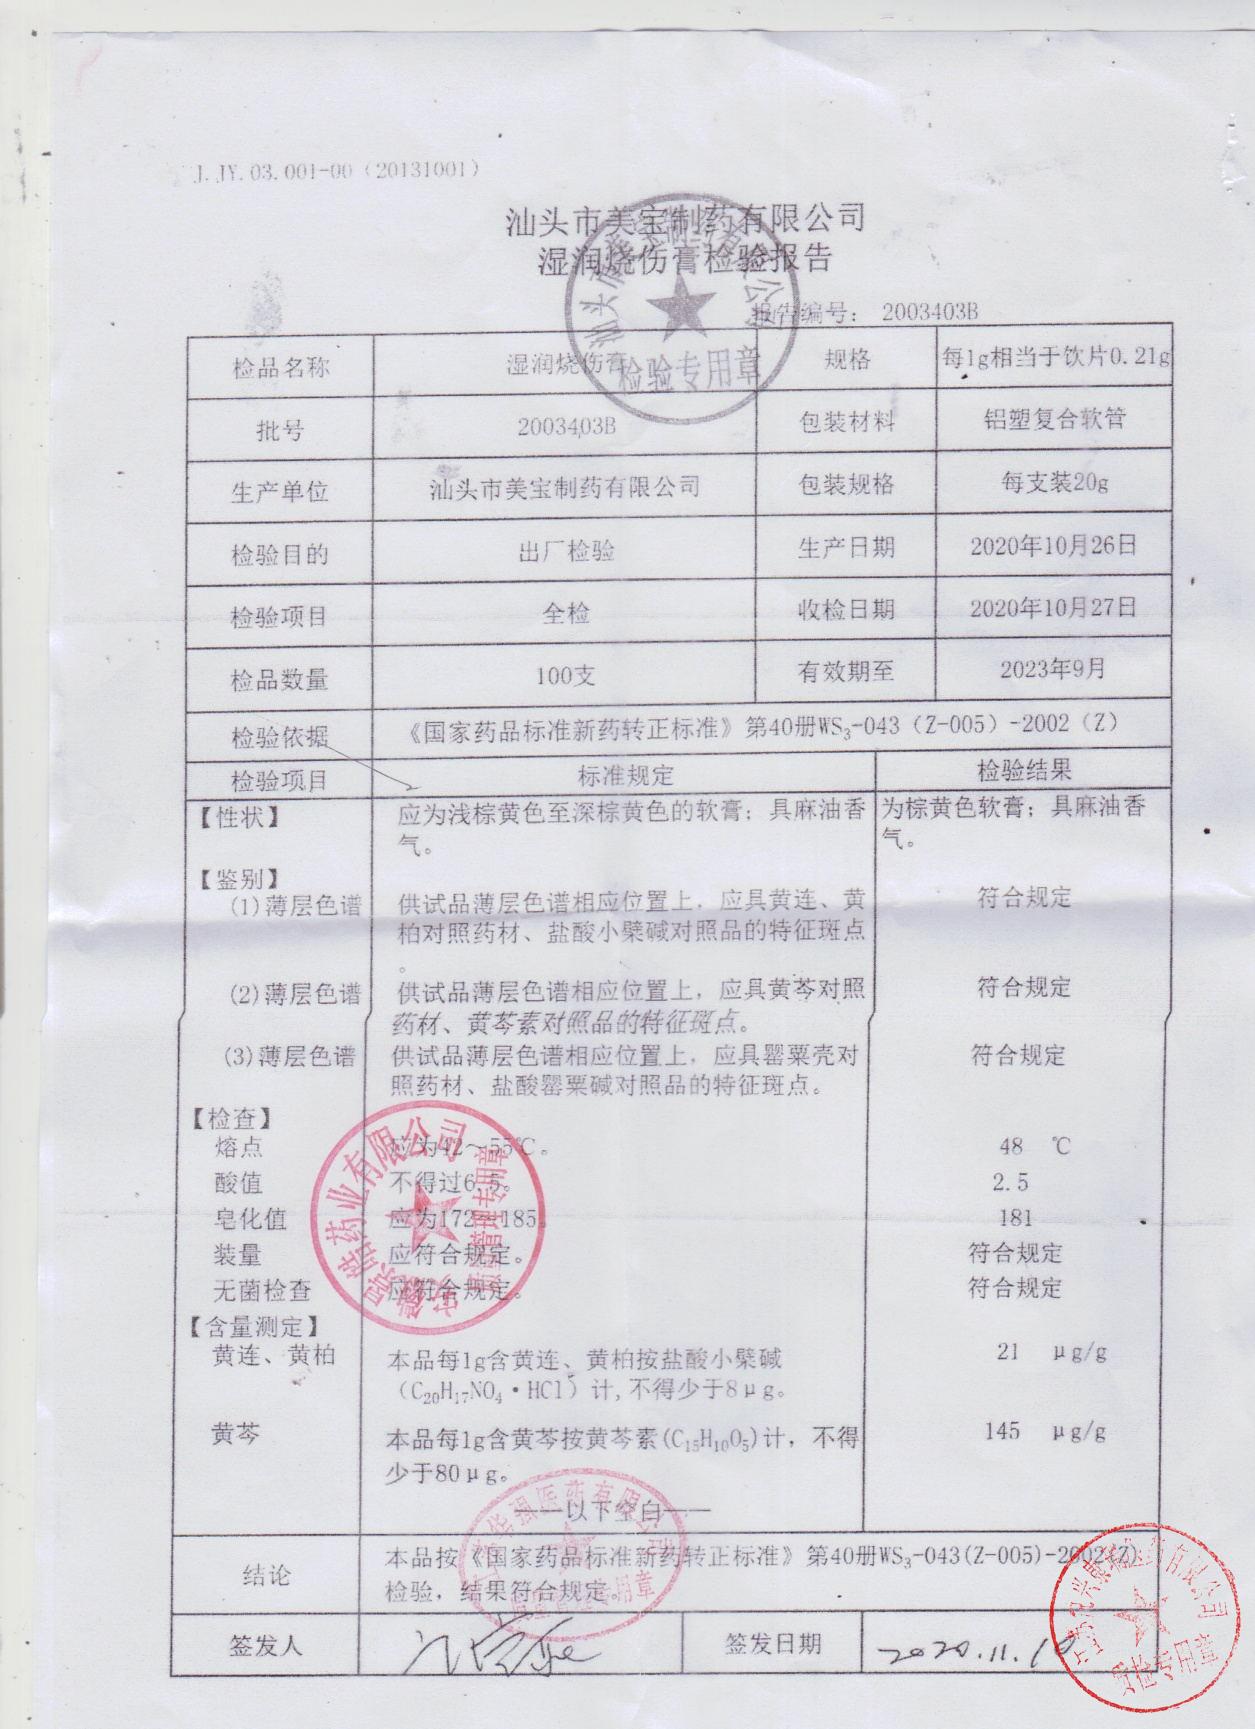 J.JY.03.001-00（20131001）
汕头市美宝制药有限公司
湿润烧伤膏检验报告
报告编号： 2003403B
检品名称 湿润烧伤膏 规格 每1g相当于饮片0.21g
批号 2003403B 包装材料 铝塑复合软管
生产单位 汕头市美宝制药有限公司 包装规格 每支装20g
检验目的 出厂检验 生产日期 2020年10月26日
检验项目 全检 收检日期 2020年10月27日
检品数量 100支 有效期至 2023年9月
检验依据 《国家药品标准新药转正标准》第40册WS₃-043（Z-005）-2002（Z）
检验项目 标准规定 检验结果
【性状】 应为浅棕黄色至深棕黄色的软膏；具麻油香 为棕黄色软膏；具麻油香
气。 气。
【鉴别】
(1)薄层色谱 供试品薄层色谱相应位置上，应具黄连、黄 符合规定
柏对照药材、盐酸小檗碱对照品的特征斑点
。
(2)薄层色谱 供试品薄层色谱相应位置上，应具黄芩对照 符合规定
药材、黄芩素对照品的特征斑点。
(3)薄层色谱 供试品薄层色谱相应位置上，应具罂粟壳对 符合规定
照药材、盐酸罂粟碱对照品的特征斑点。
【检查】
熔点 应为42～55℃。 48 ℃
酸值 不得过6.5。 2.5
皂化值 应为172～185。 181
装量 应符合规定。 符合规定
无菌检查 应符合规定。 符合规定
【含量测定】
黄连、黄柏 本品每1g含黄连、黄柏按盐酸小檗碱 21 μg/g
（C₂₀H₁₇NO₄·HCl）计,不得少于8μg。
黄芩 本品每1g含黄芩按黄芩素(C₁₅H₁₀O₅)计，不得 145 μg/g
少于80μg。
——以下空白——
结论 本品按《国家药品标准新药转正标准》第40册WS₃-043(Z-005)-2002(Z)
检验，结果符合规定。
签发人 签发日期 2020.11.10
检验专用章